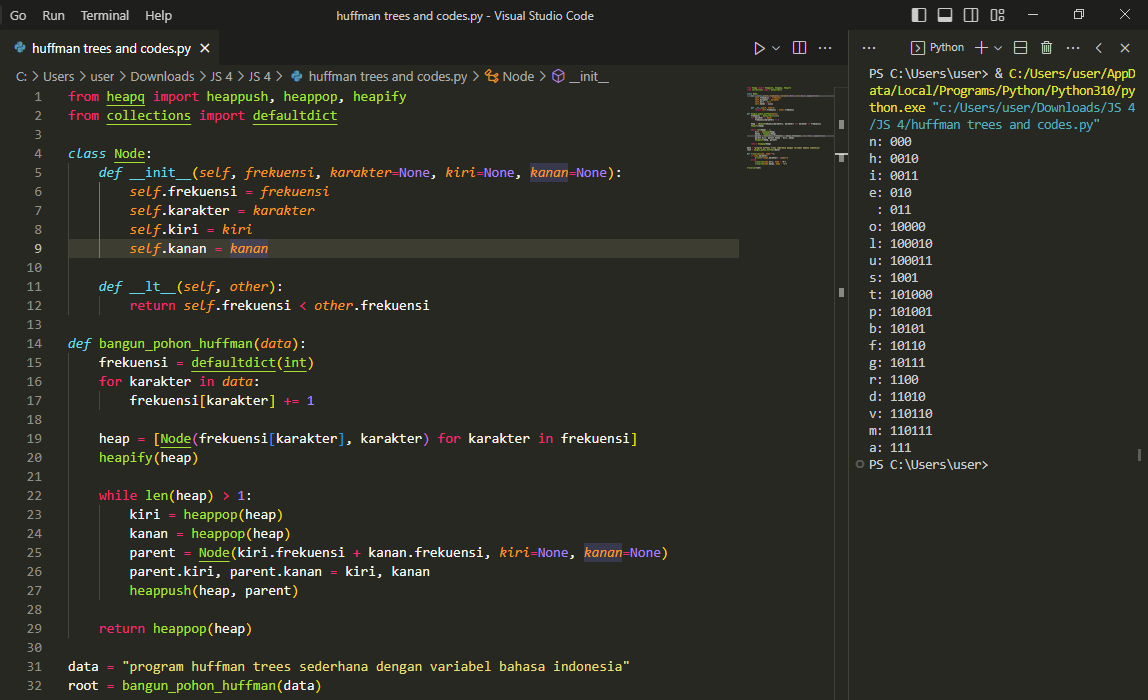 Go Run Terminal Help
huffman trees and codes.py - Visual Studio Code
huffman trees and codes.py
C: > Users > user > Downloads > JS 4 > JS 4 > huffman trees and codes.py > Node > __init__
1 from heapq import heappush, heappop, heapify
2 from collections import defaultdict
3
4 class Node:
5 def __init__(self, frekuensi, karakter=None, kiri=None, kanan=None):
6 self.frekuensi = frekuensi
7 self.karakter = karakter
8 self.kiri = kiri
9 self.kanan = kanan
10
11 def __lt__(self, other):
12 return self.frekuensi < other.frekuensi
13
14 def bangun_pohon_huffman(data):
15 frekuensi = defaultdict(int)
16 for karakter in data:
17 frekuensi[karakter] += 1
18
19 heap = [Node(frekuensi[karakter], karakter) for karakter in frekuensi]
20 heapify(heap)
21
22 while len(heap) > 1:
23 kiri = heappop(heap)
24 kanan = heappop(heap)
25 parent = Node(kiri.frekuensi + kanan.frekuensi, kiri=None, kanan=None)
26 parent.kiri, parent.kanan = kiri, kanan
27 heappush(heap, parent)
28
29 return heappop(heap)
30
31 data = "program huffman trees sederhana dengan variabel bahasa indonesia"
32 root = bangun_pohon_huffman(data)
Python
PS C:\Users\user> & C:/Users/user/AppD
ata/Local/Programs/Python/Python310/py
thon.exe "c:/Users/user/Downloads/JS 4
/JS 4/huffman trees and codes.py"
n: 000
h: 0010
i: 0011
e: 010
 : 011
o: 10000
l: 100010
u: 100011
s: 1001
t: 101000
p: 101001
b: 10101
f: 10110
g: 10111
r: 1100
d: 11010
v: 110110
m: 110111
a: 111
PS C:\Users\user>